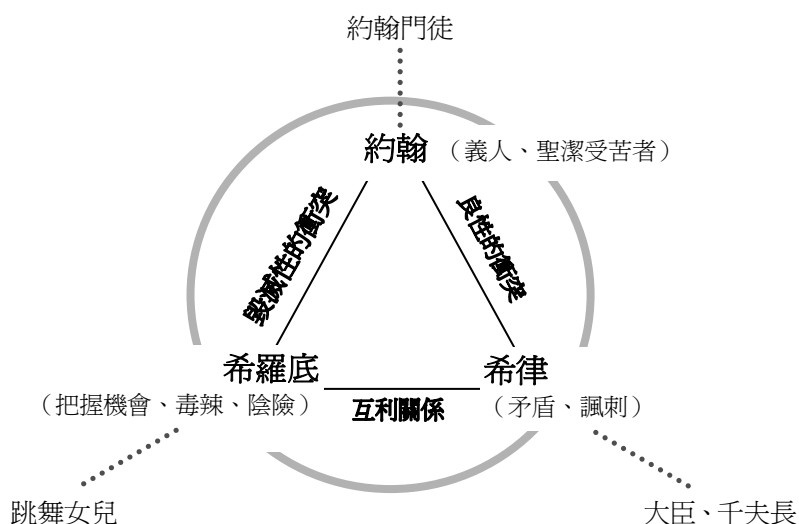 約翰門徒
約翰 （義人、聖潔受苦者）
毀滅性的衝突
良性的衝突
希羅底
希律
（把握機會、毒辣、陰險）
互利關係
（矛盾、諷刺）
跳舞女兒
大臣、千夫長